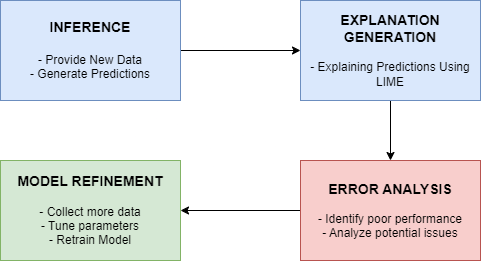 INFERENCE
- Provide New Data
- Generate Predictions
EXPLANATION
GENERATION
- Explaining Predictions Using
LIME
MODEL REFINEMENT
- Collect more data
- Tune parameters
- Retrain Model
ERROR ANALYSIS
- Identify poor performance
- Analyze potential issues